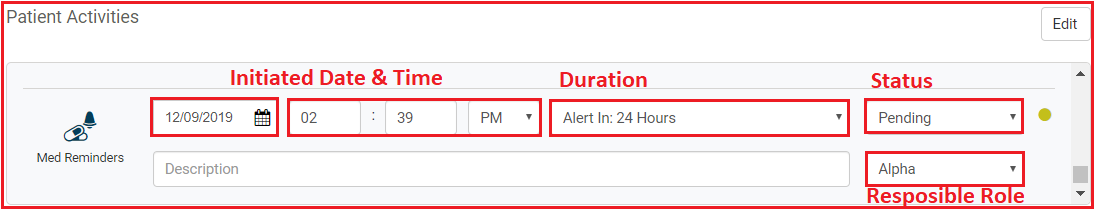 Patient Activities
Edit
Initiated Date & Time Duration Status
12/09/2019 02 : 39 PM Alert In: 24 Hours Pending
Med Reminders
Description Alpha
Resposible Role